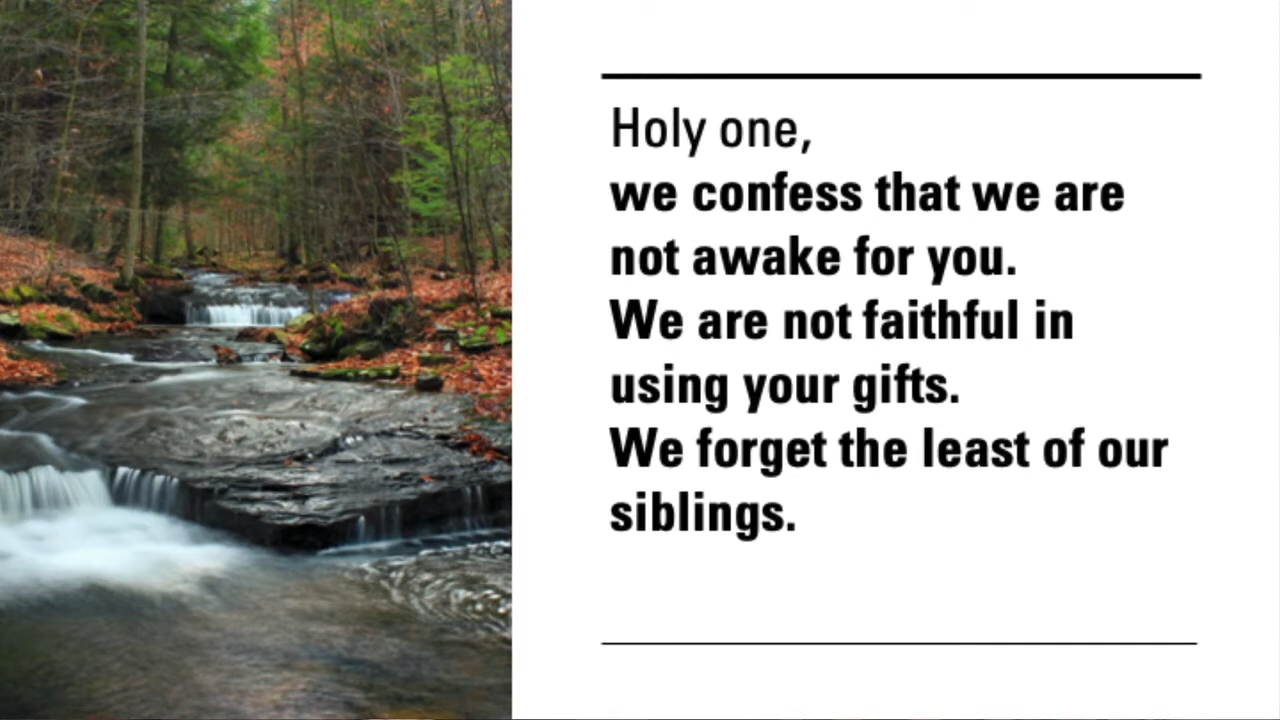 Holy one,
we confess that we are
not awake for you.
We are not faithful in
using your gifts.
We forget the least of our
siblings.